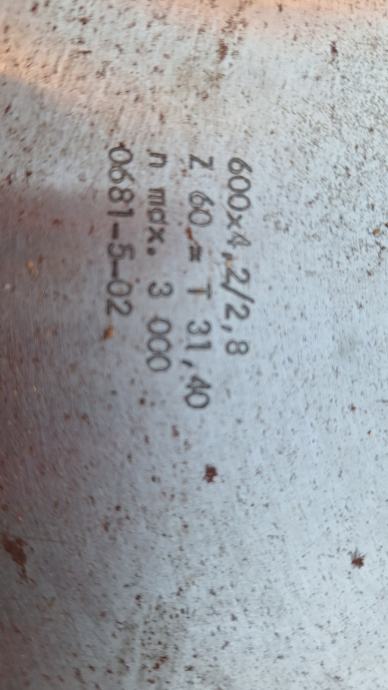 600x4,2/2,8
Z 60 = T 31,40
n max. 3 000
0681-5-02